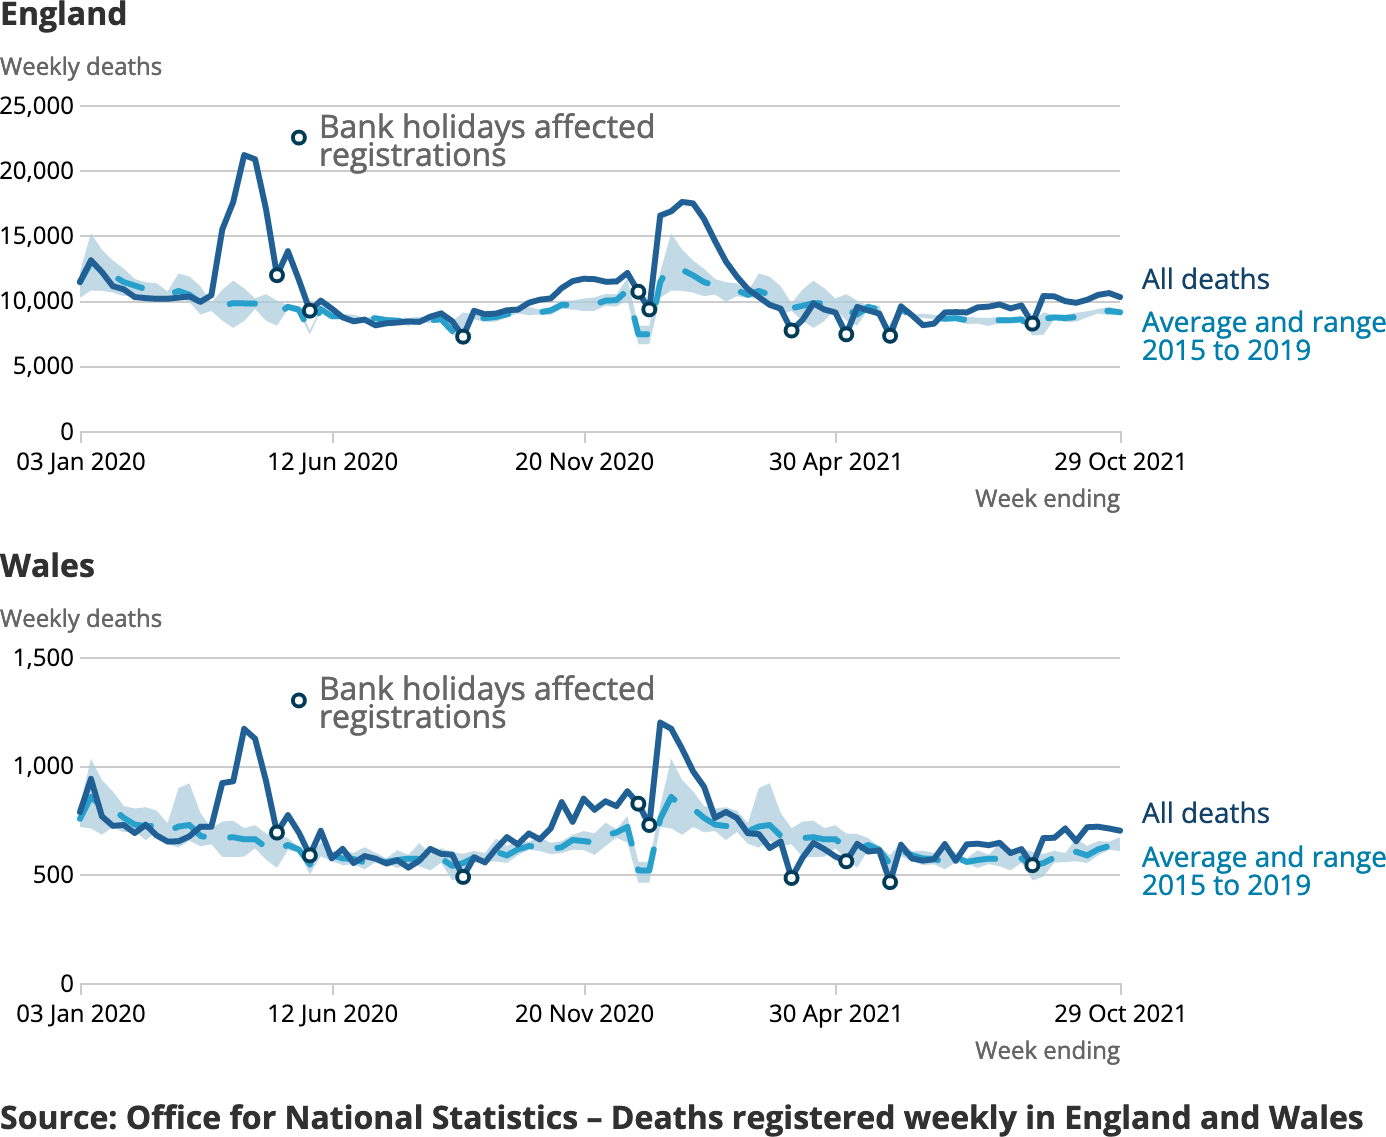 England
Weekly deaths
25,000
Bank holidays affected
registrations
20,000
15,000
All deaths
10,000
Average and range
2015 to 2019
5,000
0
03 Jan 2020 12 Jun 2020 20 Nov 2020 30 Apr 2021 29 Oct 2021
Week ending
Wales
Weekly deaths
1,500
Bank holidays affected
registrations
1,000
All deaths
Average and range
2015 to 2019
500
0
03 Jan 2020 12 Jun 2020 20 Nov 2020 30 Apr 2021 29 Oct 2021
Week ending
Source: Office for National Statistics – Deaths registered weekly in England and Wales